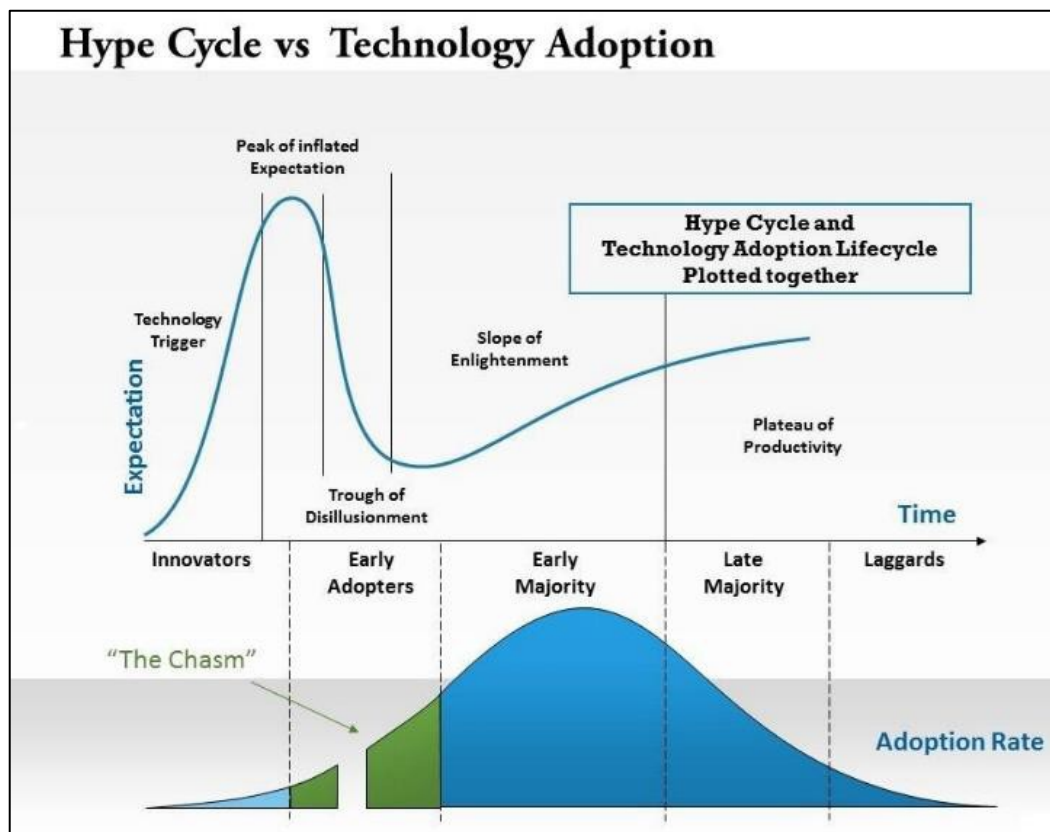 Hype Cycle vs Technology Adoption
Peak of inflated
Expectation
Hype Cycle and
Technology Adoption Lifecycle
Plotted together
Technology
Trigger
Slope of
Enlightenment
Expectation
Plateau of
Productivity
Trough of
Disillusionment
Time
Innovators
Early
Adopters
Early
Majority
Late
Majority
Laggards
"The Chasm"
Adoption Rate